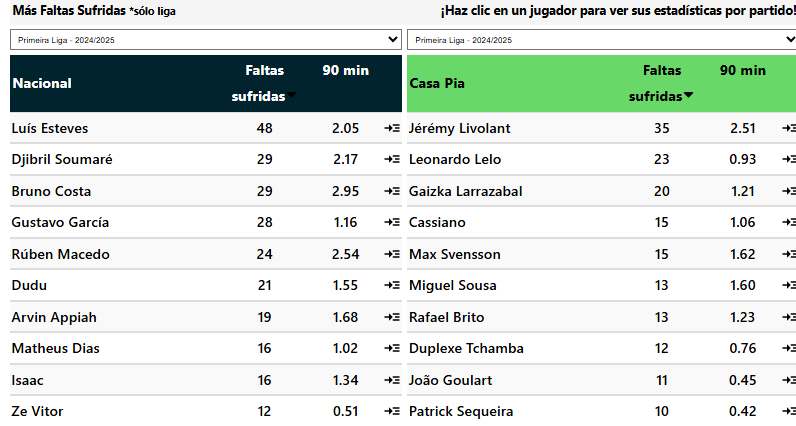 Más Faltas Sufridas *sólo liga ¡Haz clic en un jugador para ver sus estadísticas por partido!
Primeira Liga - 2024/2025 Primeira Liga - 2024/2025
Nacional Faltas sufridas 90 min Casa Pia Faltas sufridas 90 min
Luís Esteves 48 2.05 Jérémy Livolant 35 2.51
Djibril Soumaré 29 2.17 Leonardo Lelo 23 0.93
Bruno Costa 29 2.95 Gaizka Larrazabal 20 1.21
Gustavo García 28 1.16 Cassiano 15 1.06
Rúben Macedo 24 2.54 Max Svensson 15 1.62
Dudu 21 1.55 Miguel Sousa 13 1.60
Arvin Appiah 19 1.68 Rafael Brito 13 1.23
Matheus Dias 16 1.02 Duplexe Tchamba 12 0.76
Isaac 16 1.34 João Goulart 11 0.45
Ze Vitor 12 0.51 Patrick Sequeira 10 0.42